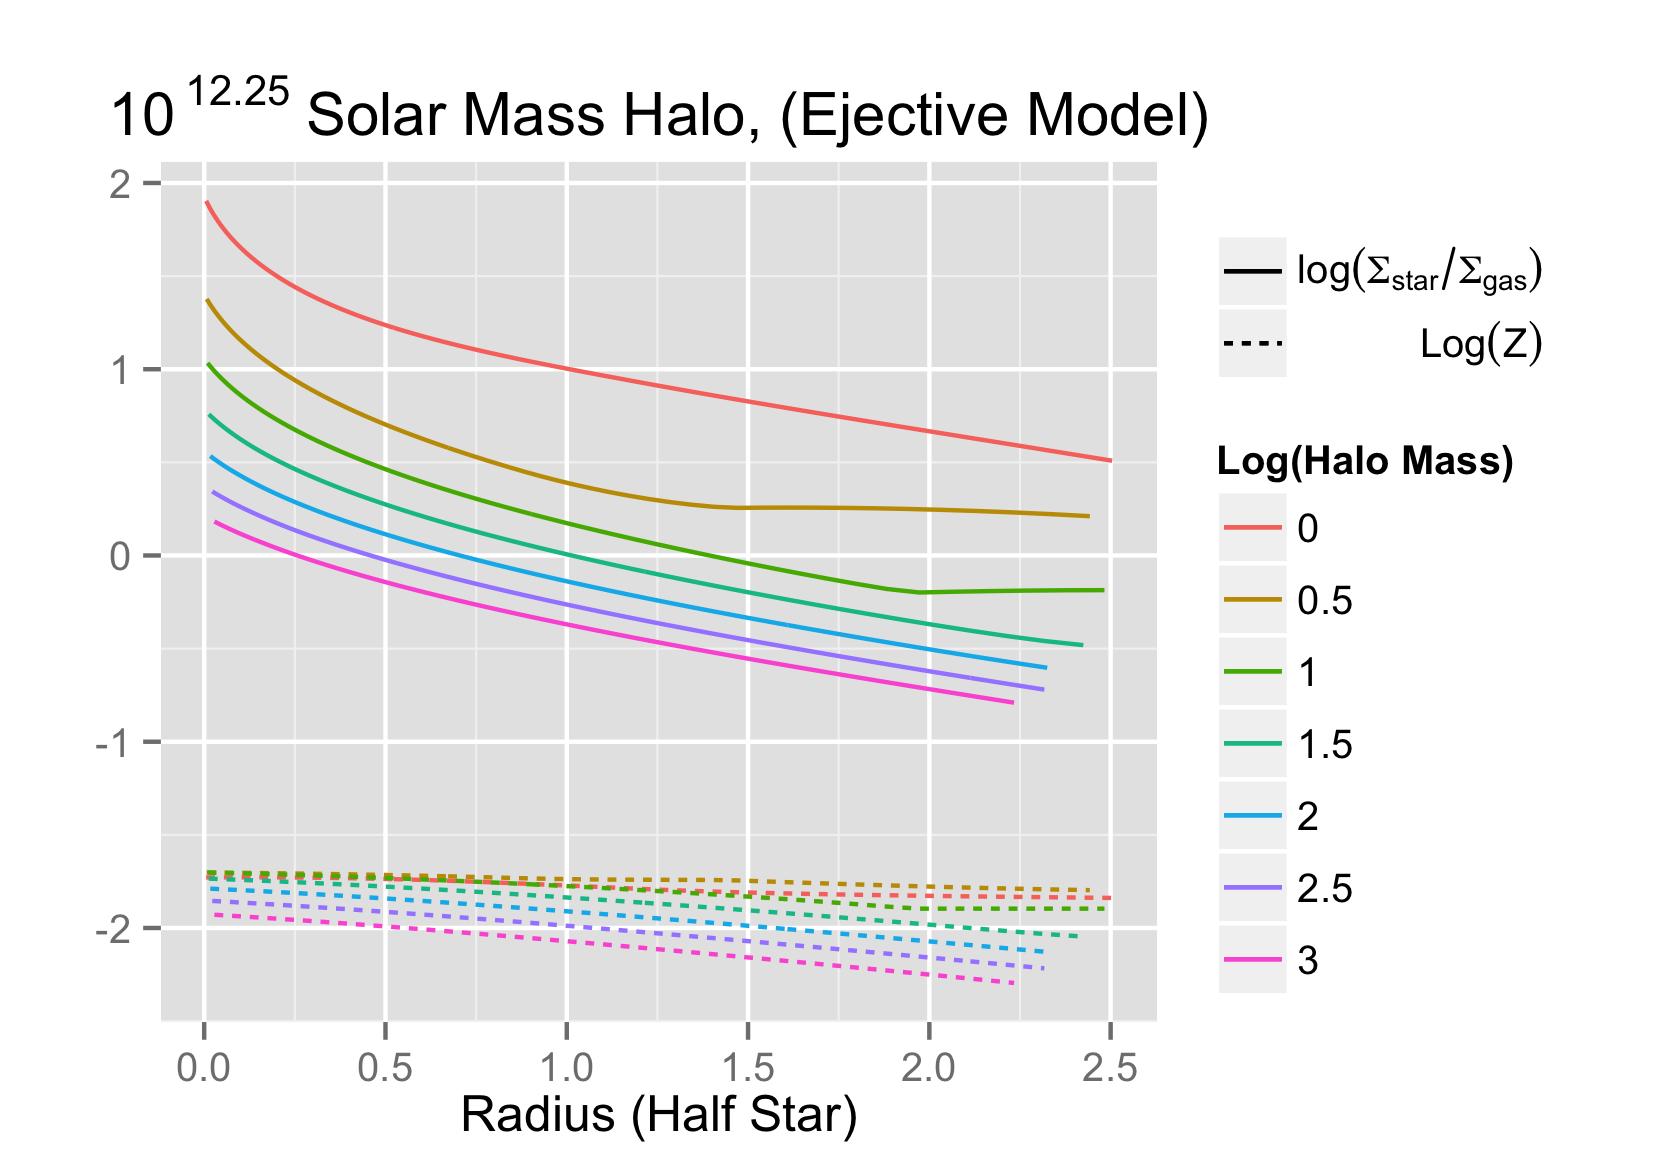 10^12.25 Solar Mass Halo, (Ejective Model)
2
1
0
-1
-2
0.0 0.5 1.0 1.5 2.0 2.5
Radius (Half Star)
log(Σstar/Σgas)
Log(Z)
Log(Halo Mass)
0
0.5
1
1.5
2
2.5
3